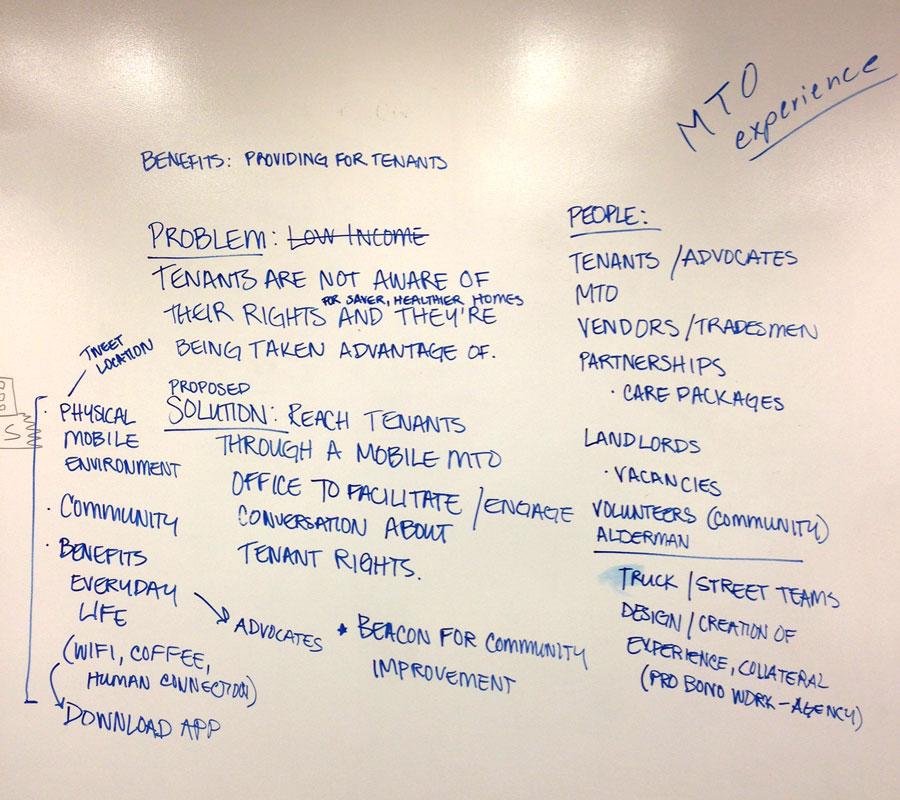 MTO
experience
BENEFITS: PROVIDING FOR TENANTS
PROBLEM: LOW INCOME
TENANTS ARE NOT AWARE OF
FOR SAVER, HEALTHIER HOMES
THEIR RIGHTS AND THEY'RE
BEING TAKEN ADVANTAGE OF.
TWEET
LOCATION
· PHYSICAL
MOBILE
ENVIRONMENT
· COMMUNITY
· BENEFITS
EVERYDAY
LIFE
(WIFI, COFFEE,
HUMAN CONNECTION)
DOWNLOAD APP
PROPOSED
SOLUTION: REACH TENANTS
THROUGH A MOBILE MTO
OFFICE TO FACILITATE / ENGAGE
CONVERSATION ABOUT
TENANT RIGHTS.
ADVOCATES
· BEACON FOR COMMUNITY
IMPROVEMENT
PEOPLE:
TENANTS / ADVOCATES
MTO
VENDORS / TRADESMEN
PARTNERSHIPS
· CARE PACKAGES
LANDLORDS
· VACANCIES
VOLUNTEERS (COMMUNITY)
ALDERMAN
TRUCK / STREET TEAMS
DESIGN / CREATION OF
EXPERIENCE, COLLATERAL
(PRO BONO WORK - AGENCY)
S